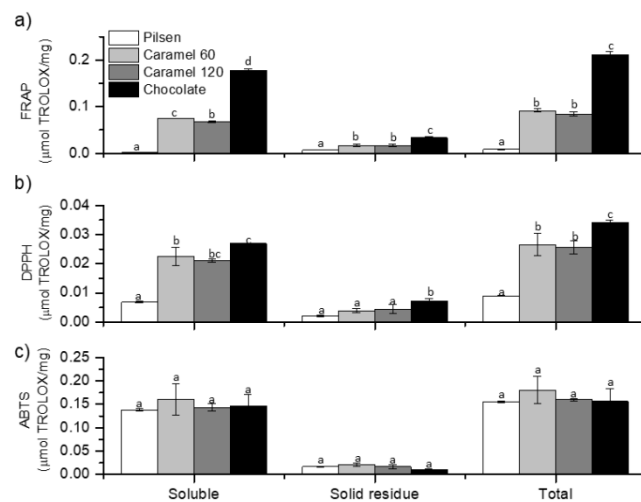 a)
Pilsen
Caramel 60
Caramel 120
Chocolate
FRAP
(µmol TROLOX/mg)
0.2
0.1
0.0
a c b d
a b b c
a b b c
b)
DPPH
(µmol TROLOX/mg)
0.04
0.03
0.02
0.01
0.00
a b bc c
a a a b
a b b c
c)
ABTS
(µmol TROLOX/mg)
0.25
0.20
0.15
0.10
0.05
0.00
a a a a
a a a a
a a a a
Soluble Solid residue Total